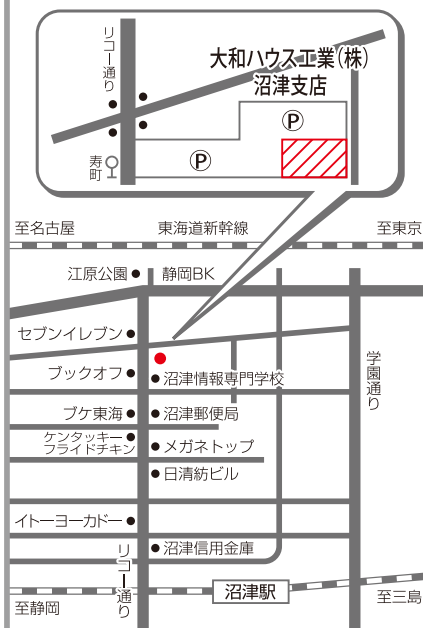 リコー通り
大和ハウス工業(株)
沼津支店
Ⓟ
Ⓟ
寿町
至名古屋
東海道新幹線
至東京
江原公園
静岡BK
セブンイレブン
学園通り
ブックオフ
沼津情報専門学校
ブケ東海
沼津郵便局
ケンタッキー
フライドチキン
メガネトップ
日清紡ビル
イトーヨーカドー
リコー通り
沼津信用金庫
沼津駅
至静岡
至三島